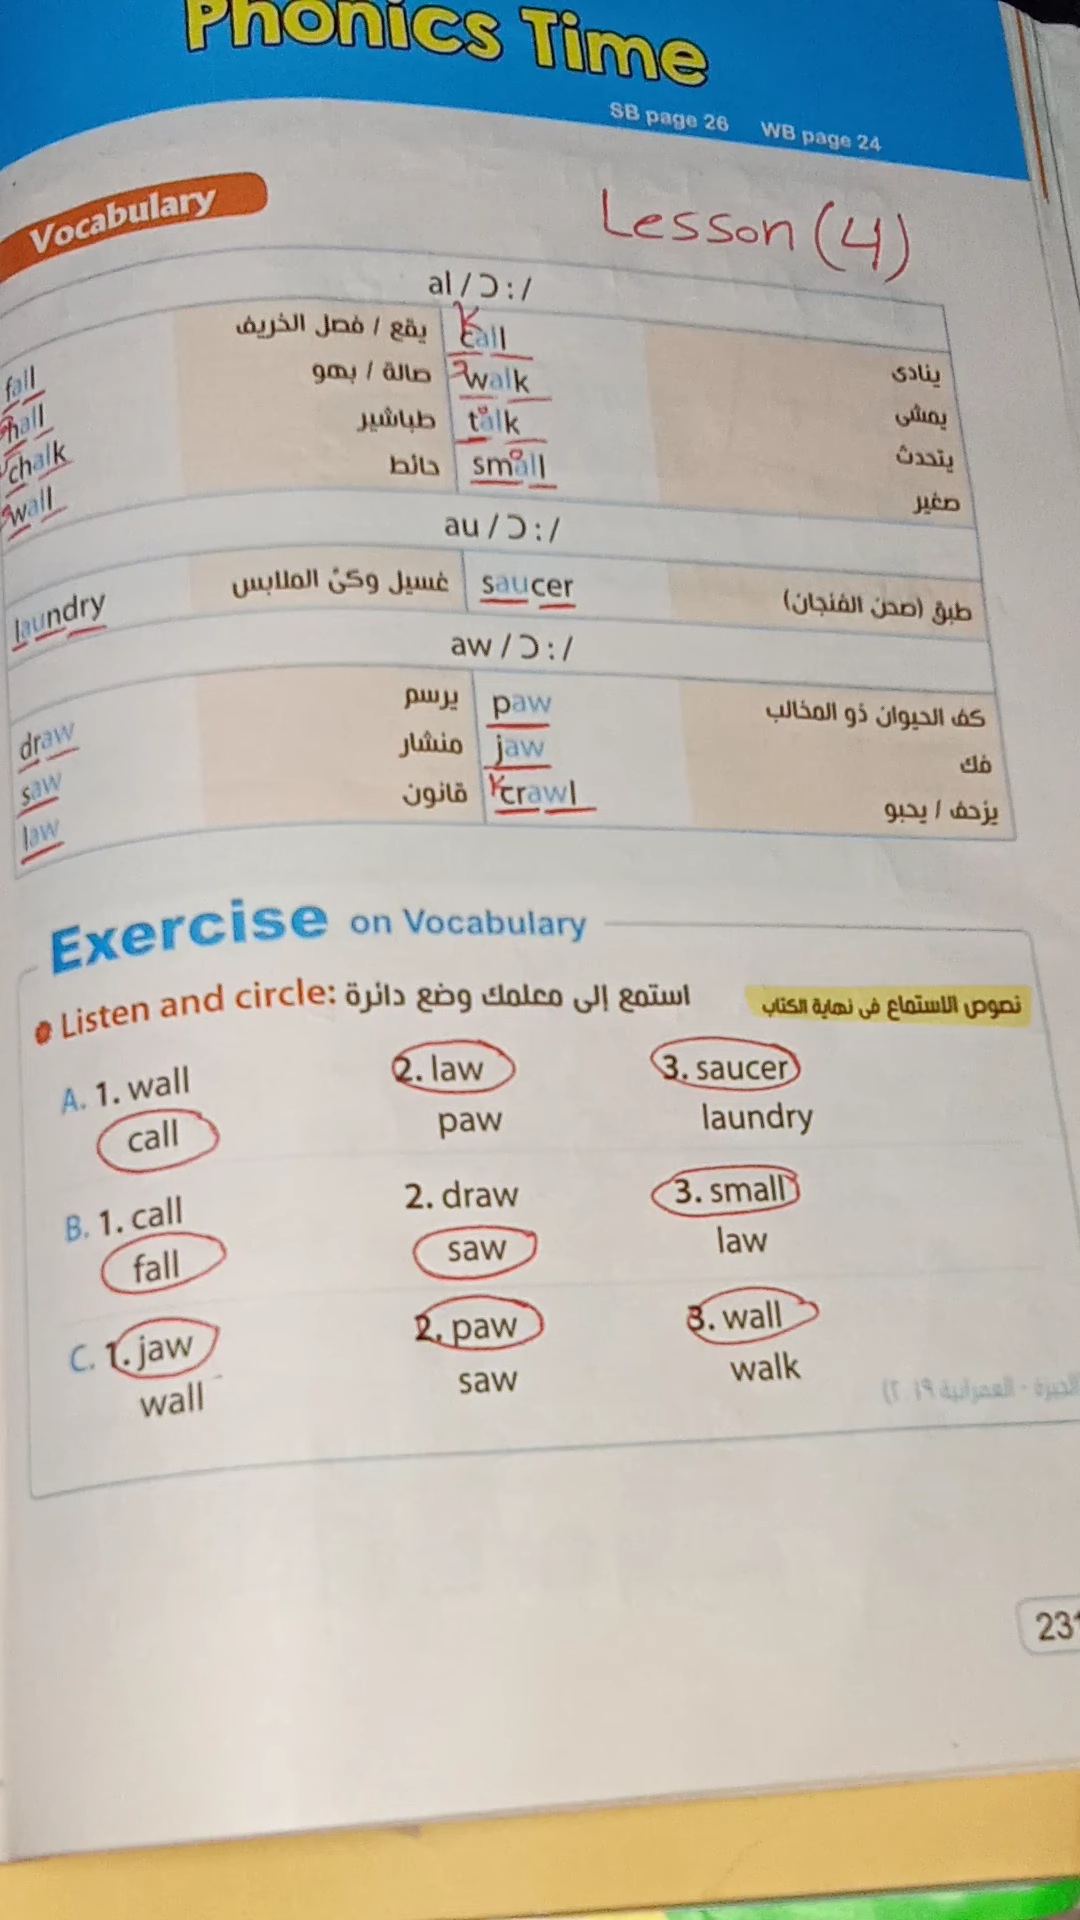 Phonics Time
SB page 26 WB page 24
Vocabulary
Lesson (4)
al /ɔ:/
fall يقع / فصل الخريف call ينادى
hall صالة / بهو walk يمشى
chalk طباشير talk يتحدث
wall حائط small صغير
au /ɔ:/
laundry غسيل وكىّ الملابس saucer طبق (صحن الفنجان)
aw /ɔ:/
draw يرسم paw كف الحيوان ذو المخالب
saw منشار jaw فك
law قانون crawl يزحف / يحبو
Exercise on Vocabulary
Listen and circle: استمع إلى معلمك وضع دائرة نصوص الاستماع فى نهاية الكتاب
A. 1. wall 2. law 3. saucer
call paw laundry
B. 1. call 2. draw 3. small
fall saw law
C. 1. jaw 2. paw 3. wall
wall saw walk
231